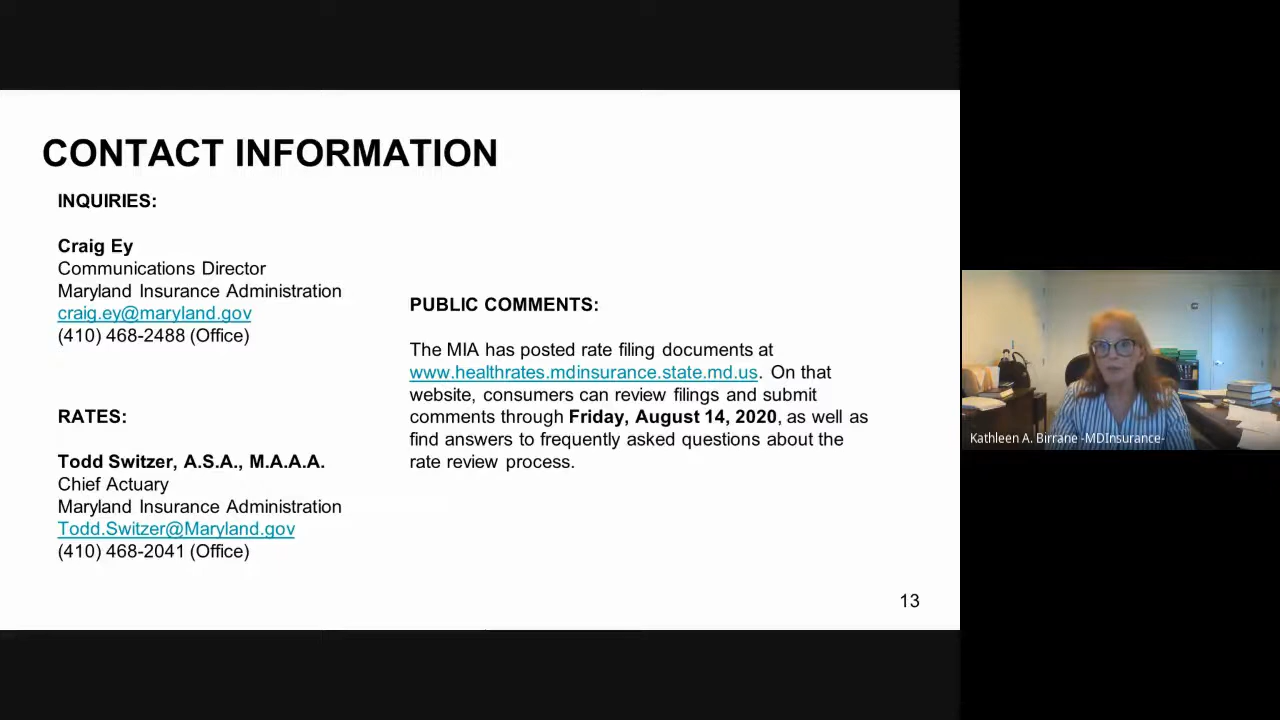 CONTACT INFORMATION
INQUIRIES:
Craig Ey
Communications Director
Maryland Insurance Administration
craig.ey@maryland.gov
(410) 468-2488 (Office)
RATES:
Todd Switzer, A.S.A., M.A.A.A.
Chief Actuary
Maryland Insurance Administration
Todd.Switzer@Maryland.gov
(410) 468-2041 (Office)
PUBLIC COMMENTS:
The MIA has posted rate filing documents at
www.healthrates.mdinsurance.state.md.us. On that
website, consumers can review filings and submit
comments through Friday, August 14, 2020, as well as
find answers to frequently asked questions about the
rate review process.
13
Kathleen A. Birrane -MDInsurance-